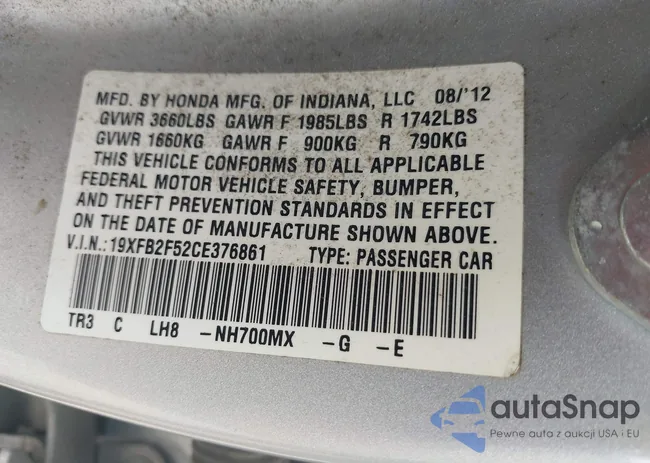 MFD. BY HONDA MFG. OF INDIANA, LLC 08/'12
GVWR 3660LBS GAWR F 1985LBS R 1742LBS
GVWR 1660KG GAWR F 900KG R 790KG
THIS VEHICLE CONFORMS TO ALL APPLICABLE
FEDERAL MOTOR VEHICLE SAFETY, BUMPER,
AND THEFT PREVENTION STANDARDS IN EFFECT
ON THE DATE OF MANUFACTURE SHOWN ABOVE.
V.I.N.:19XFB2F52CE376861 TYPE: PASSENGER CAR
TR3 C LH8 -NH700MX -G -E
autaSnap
Pewne auta z aukcji USA i EU